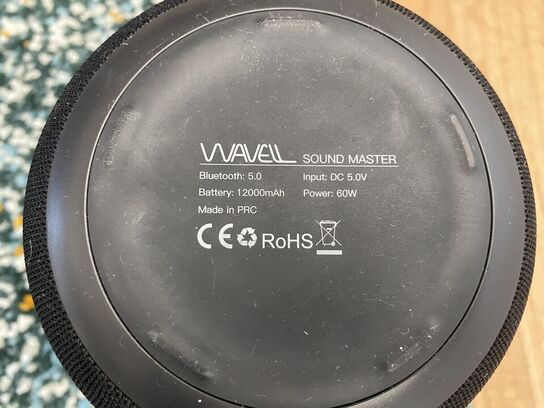 WAVELL SOUND MASTER
Bluetooth: 5.0 Input: DC 5.0V
Battery: 12000mAh Power: 60W
Made in PRC
CE RoHS